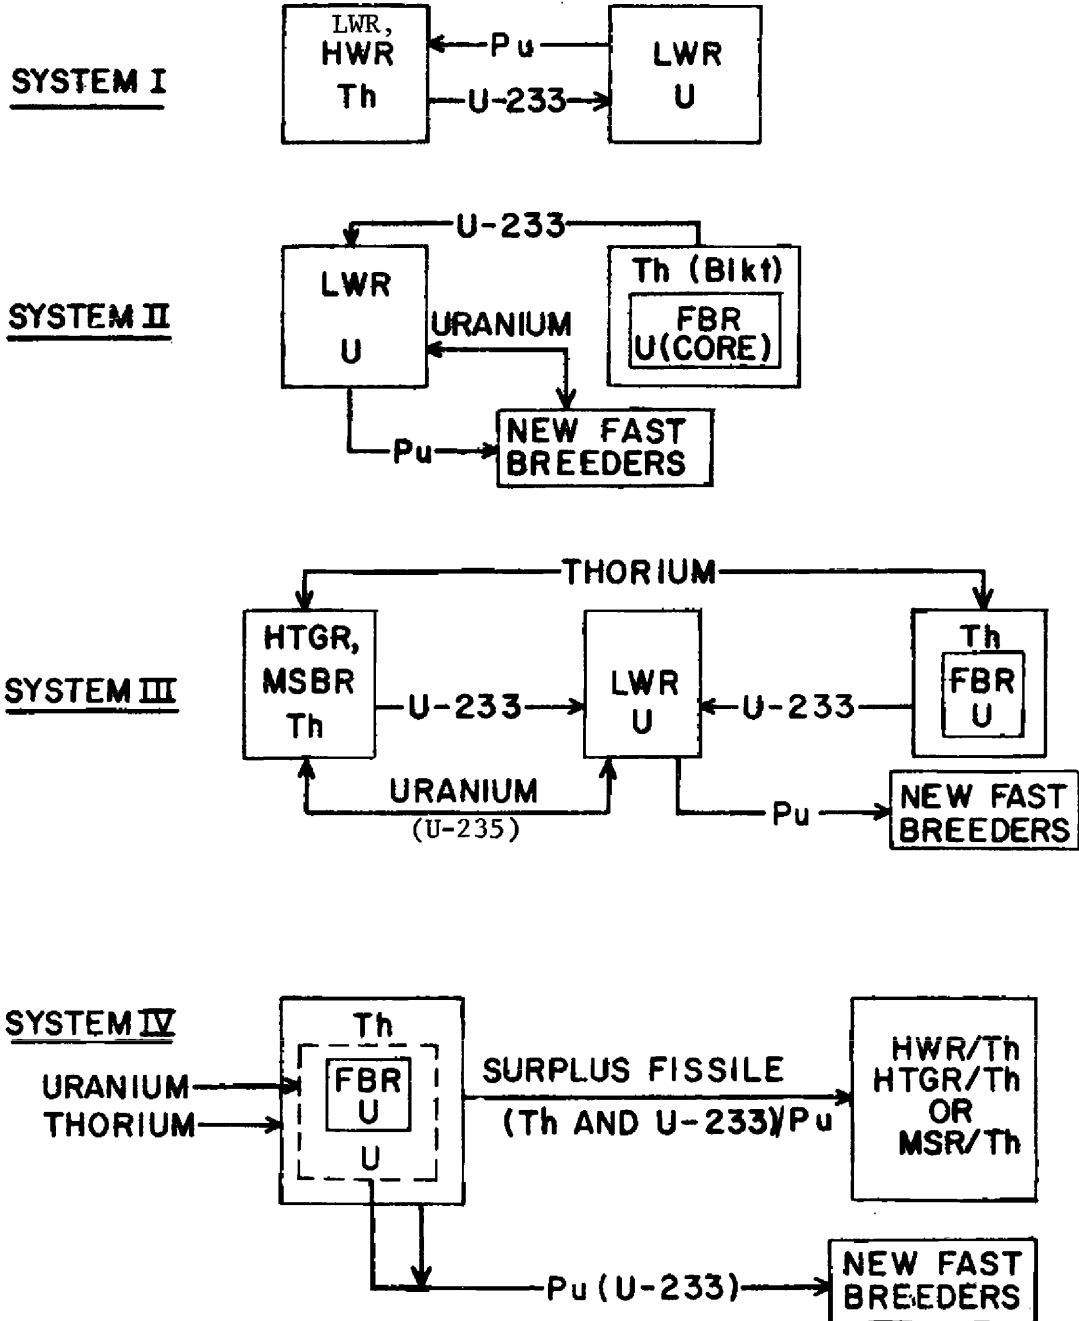 SYSTEM I
LWR,
HWR
Th
Pu
U-233
LWR
U
SYSTEM II
U-233
LWR
U
URANIUM
Th (Blkt)
FBR
U(CORE)
Pu
NEW FAST
BREEDERS
SYSTEM III
THORIUM
HTGR,
MSBR
Th
U-233
LWR
U
U-233
Th
FBR
U
URANIUM
(U-235)
Pu
NEW FAST
BREEDERS
SYSTEM IV
URANIUM
THORIUM
Th
FBR
U
U
SURPLUS FISSILE
(Th AND U-233)/Pu
HWR/Th
HTGR/Th
OR
MSR/Th
Pu (U-233)
NEW FAST
BREEDERS